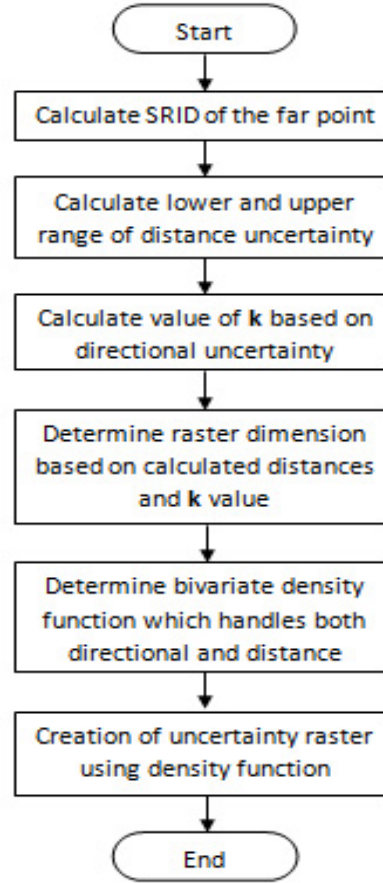 Start
Calculate SRID of the far point
Calculate lower and upper
range of distance uncertainty
Calculate value of k based on
directional uncertainty
Determine raster dimension
based on calculated distances
and k value
Determine bivariate density
function which handles both
directional and distance
Creation of uncertainty raster
using density function
End